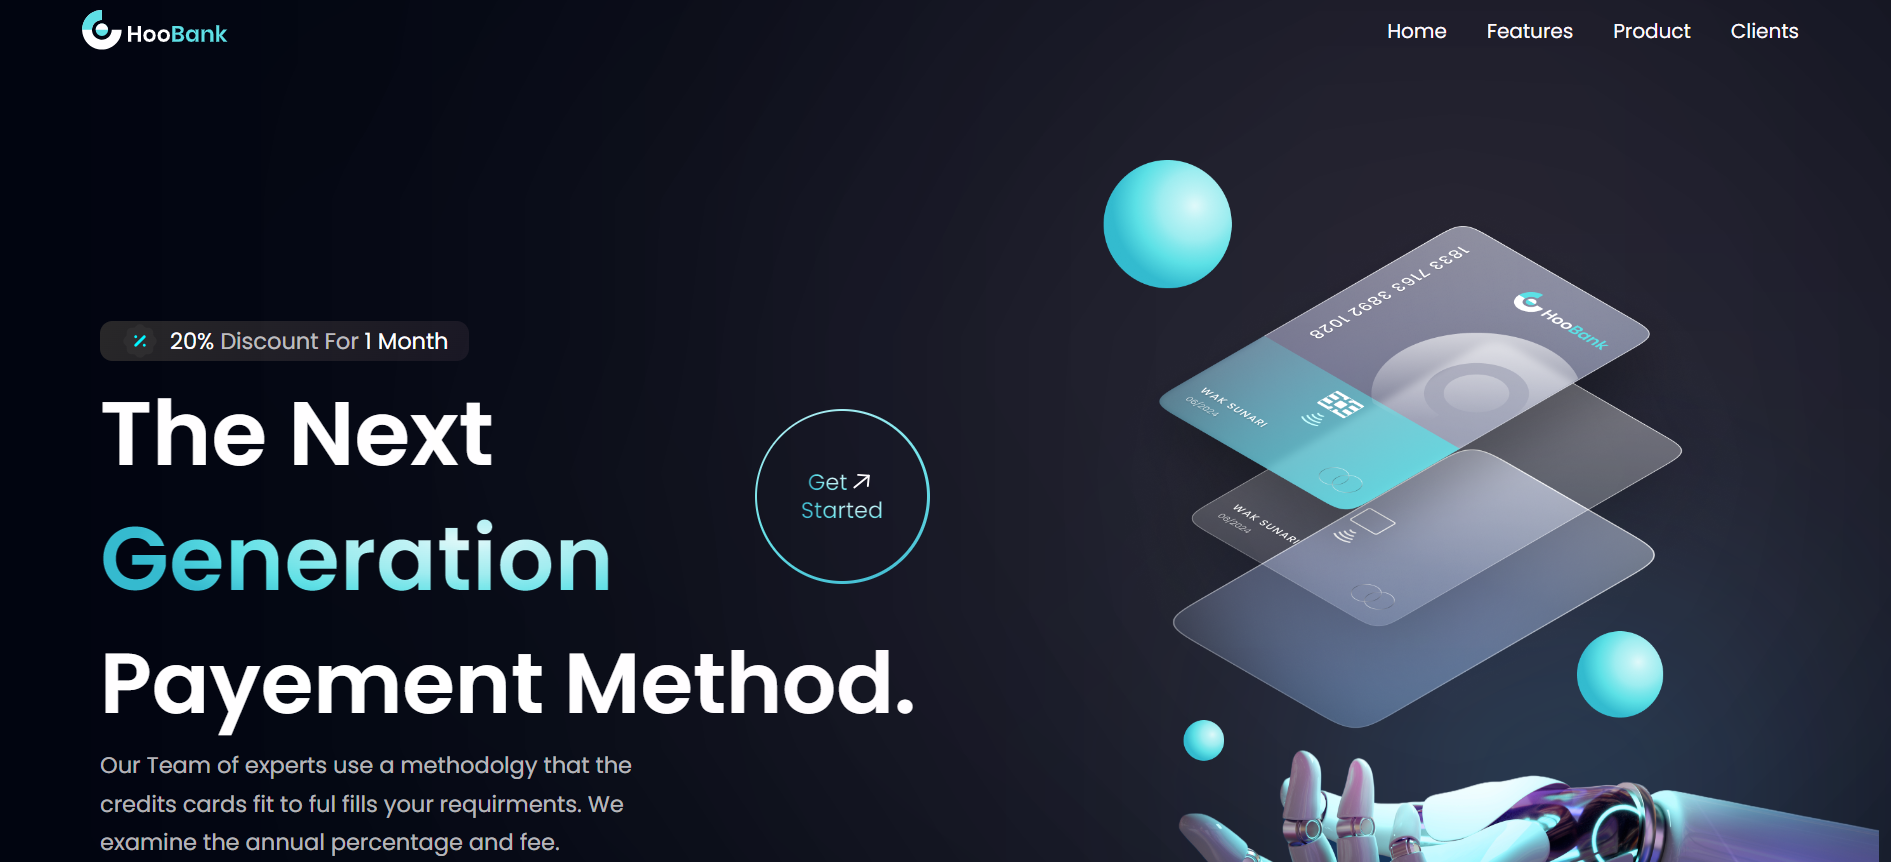 HooBank
Home Features Product Clients
20% Discount For 1 Month
The Next
Generation
Payement Method.
Get
Started
Our Team of experts use a methodolgy that the
credits cards fit to ful fills your requirments. We
examine the annual percentage and fee.
1833 7163 3892 1028
HooBank
WAK SUNARI
08/2024
WAK SUNARI
08/2024